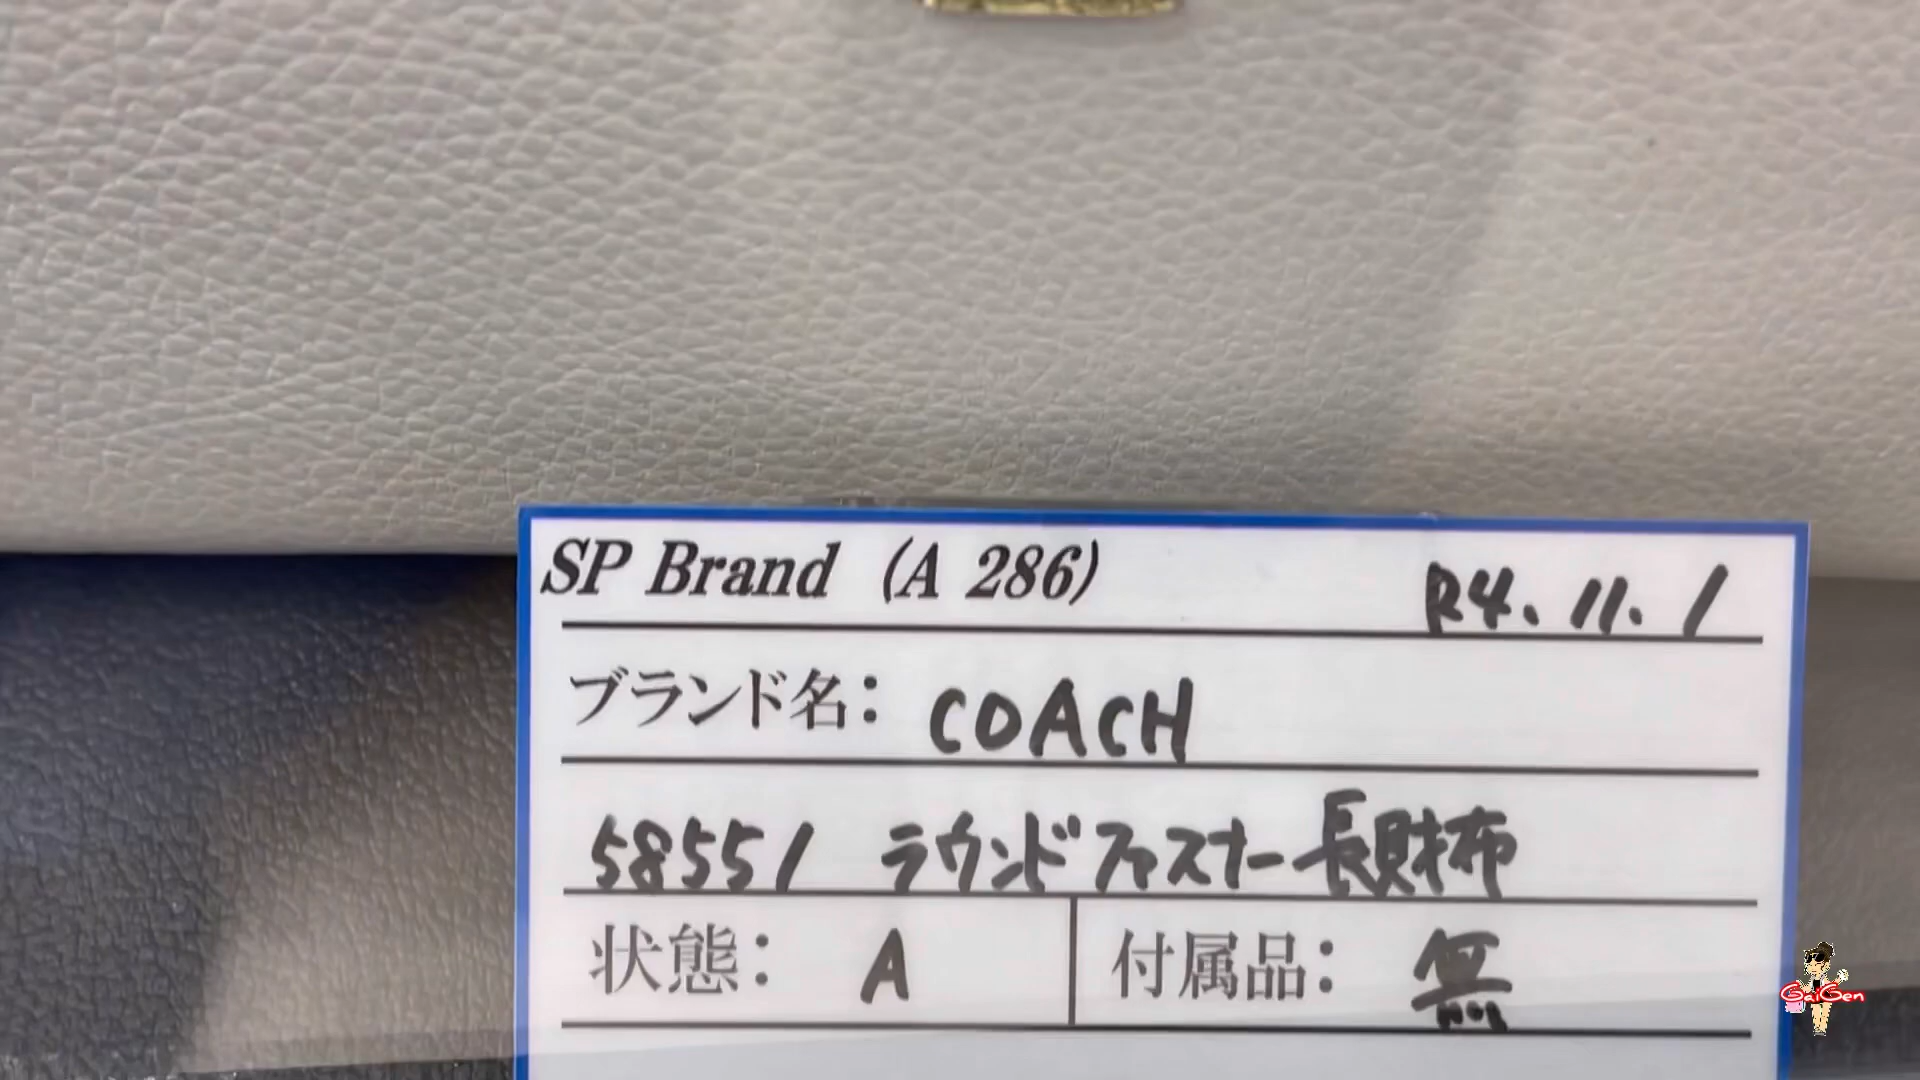 SP Brand (A 286) R4.11.1
ブランド名: COACH
58551 ラウンドファスナー長財布
状態: A 付属品: 無
GaiGen